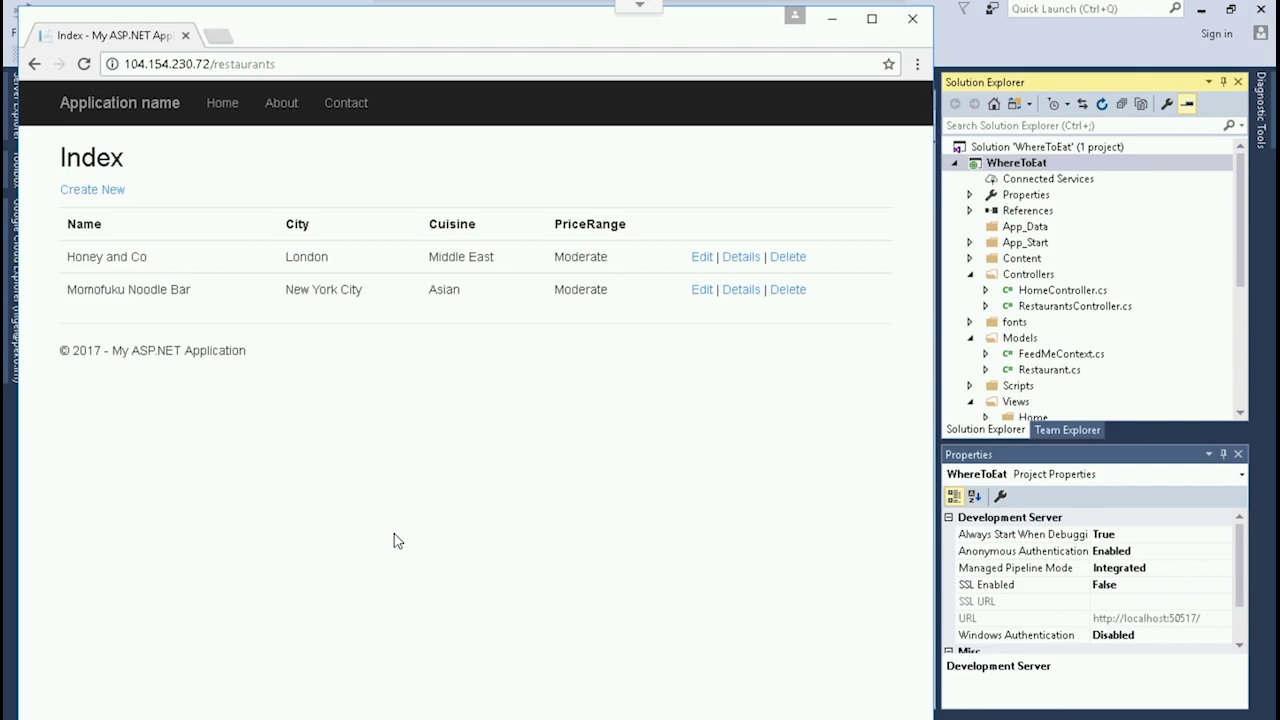 Index - My ASP.NET Appl
104.154.230.72/restaurants
Application name Home About Contact
Index
Create New
Name City Cuisine PriceRange
Honey and Co London Middle East Moderate Edit | Details | Delete
Momofuku Noodle Bar New York City Asian Moderate Edit | Details | Delete
© 2017 - My ASP.NET Application
Quick Launch (Ctrl+Q)
Sign in
Solution Explorer
Search Solution Explorer (Ctrl+;)
Solution 'WhereToEat' (1 project)
WhereToEat
Connected Services
Properties
References
App_Data
App_Start
Content
Controllers
HomeController.cs
RestaurantsController.cs
fonts
Models
FeedMeContext.cs
Restaurant.cs
Scripts
Views
Home
Solution Explorer Team Explorer
Properties
WhereToEat Project Properties
Development Server
Always Start When Debuggi True
Anonymous Authentication Enabled
Managed Pipeline Mode Integrated
SSL Enabled False
SSL URL
URL http://localhost:50517/
Windows Authentication Disabled
Misc
Development Server
Diagnostic Tools